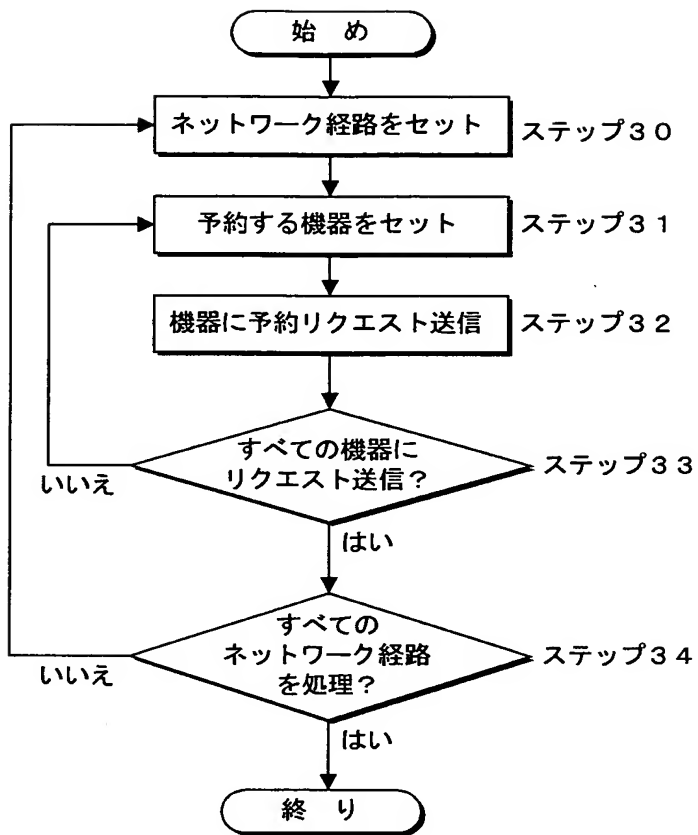 始 め
ネットワーク経路をセット
ステップ30
予約する機器をセット
ステップ31
機器に予約リクエスト送信
ステップ32
すべての機器に
リクエスト送信？
ステップ33
いいえ
はい
すべての
ネットワーク経路
を処理？
ステップ34
いいえ
はい
終 り